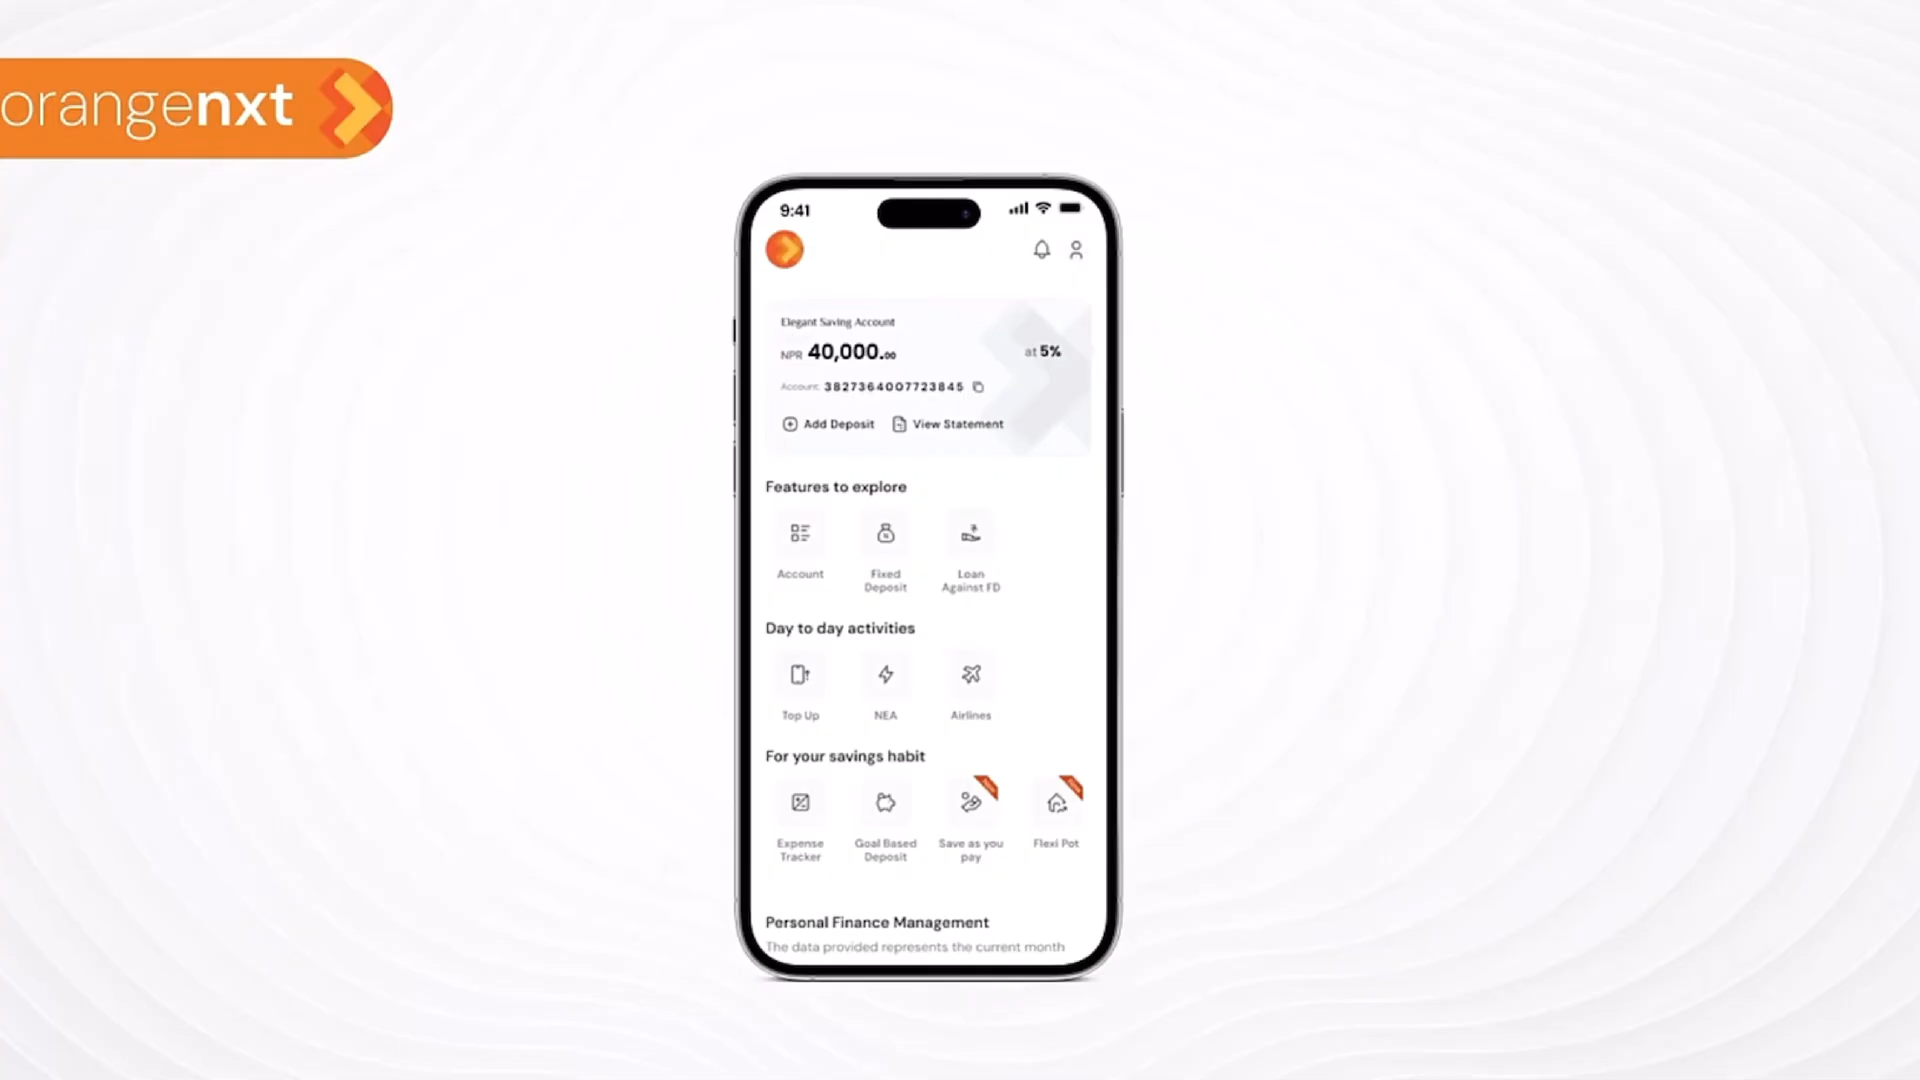 orangenxt
9:41
Elegant Saving Account
NPR 40,000.00
at 5%
Account: 3827364007723845
Add Deposit
View Statement
Features to explore
Account
Fixed
Deposit
Loan
Against FD
Day to day activities
Top Up
NEA
Airlines
For your savings habit
Expense
Tracker
Goal Based
Deposit
Save as you
pay
Flexi Pot
Personal Finance Management
The data provided represents the current month